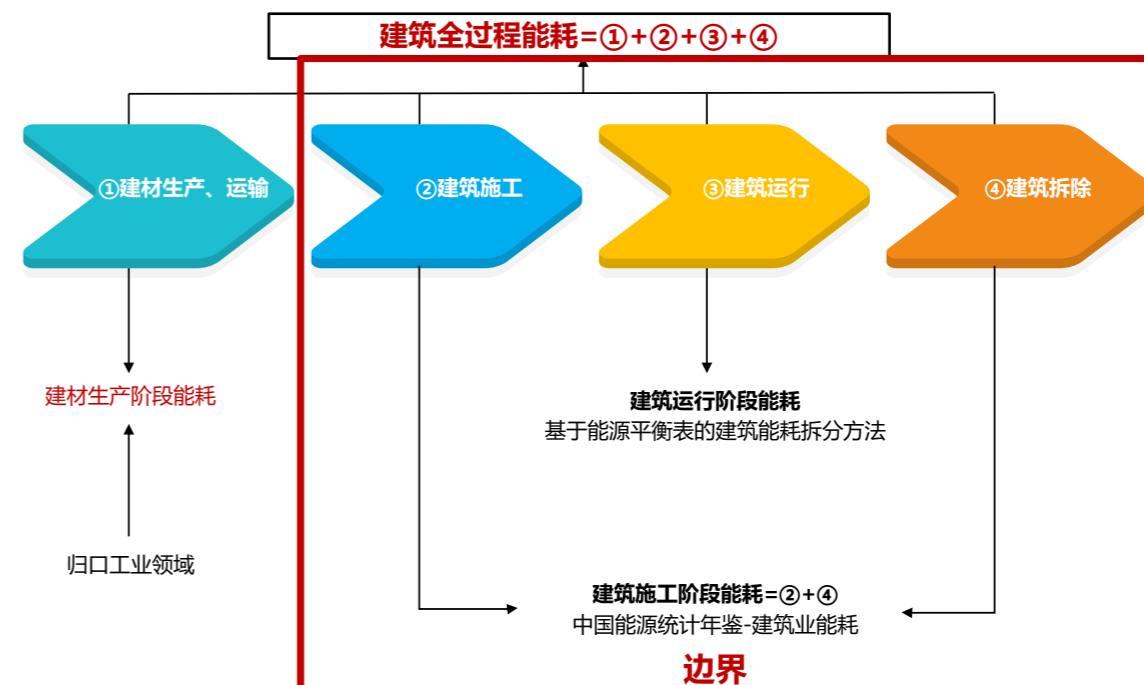 建筑全过程能耗=①+②+③+④
①建材生产、运输
②建筑施工
③建筑运行
④建筑拆除
建材生产阶段能耗
建筑运行阶段能耗
基于能源平衡表的建筑能耗拆分方法
归口工业领域
建筑施工阶段能耗=②+④
中国能源统计年鉴-建筑业能耗
边界